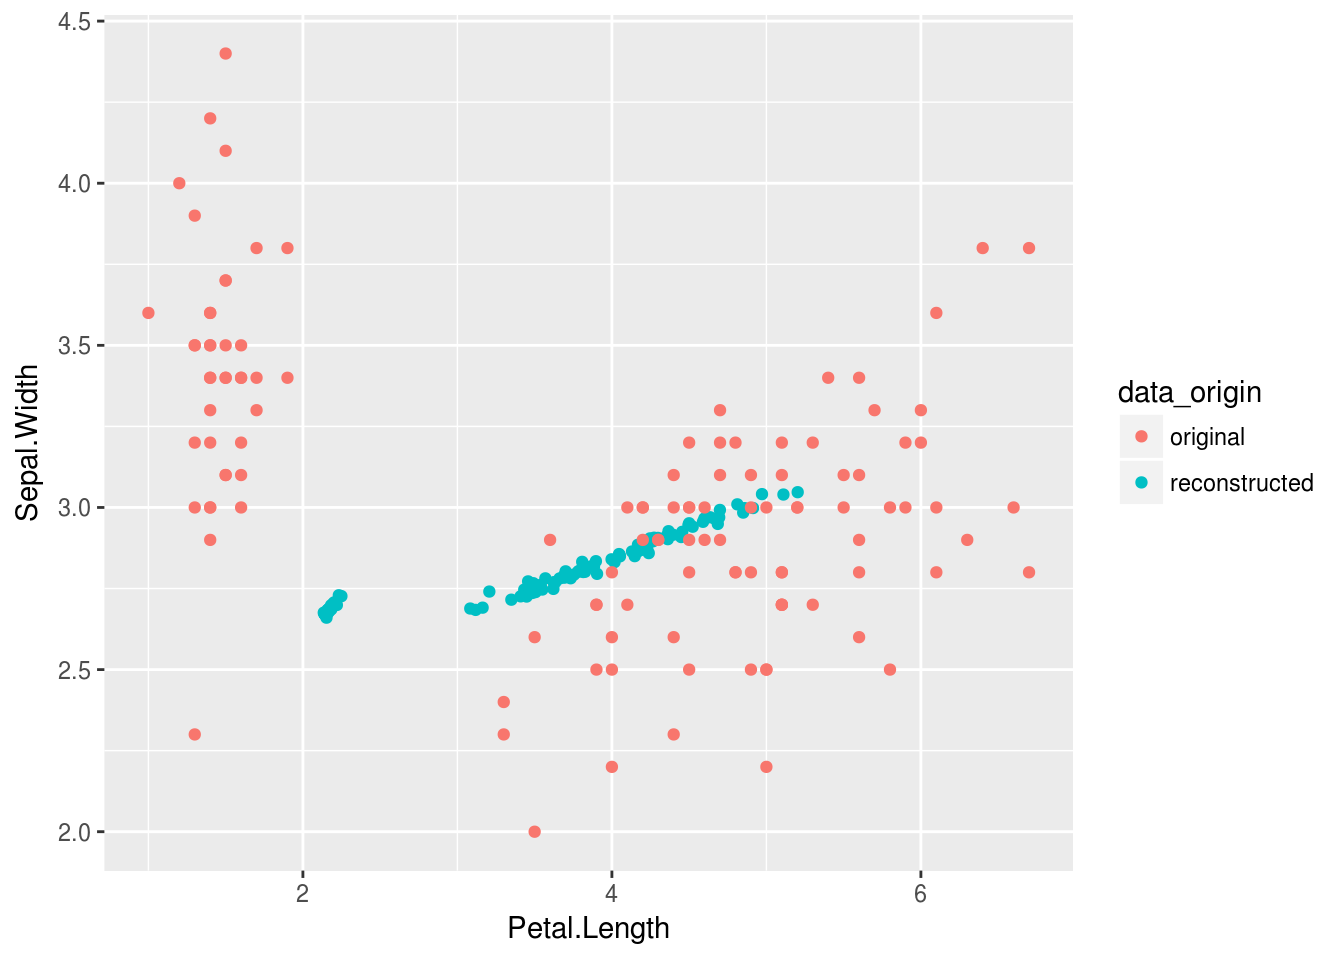 4.5
4.0
3.5
3.0
2.5
2.0
Sepal.Width
2 4 6
Petal.Length
data_origin
original
reconstructed